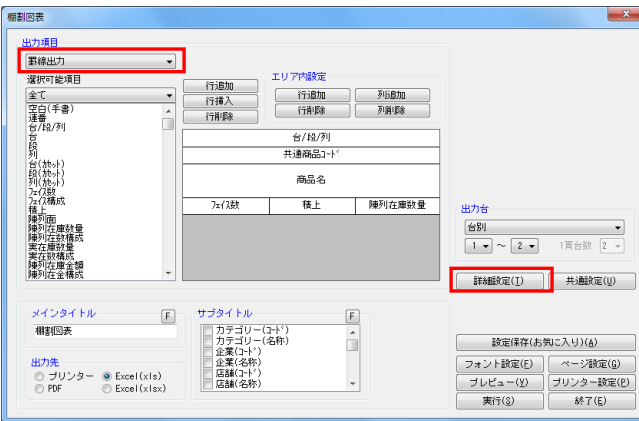 棚割図表
出力項目
罫線出力
選択可能項目
全て
空白(手書)
連番
台/段/列
台
段
列
台(ｶｾｯﾄ)
段(ｶｾｯﾄ)
列(ｶｾｯﾄ)
ﾌｪｲｽ数
ﾌｪｲｽ構成
積上
陳列面
陳列在庫数量
陳列在数構成
実在庫数量
実在数構成
陳列在庫金額
陳列在金構成
行追加
行挿入
行削除
エリア内設定
行追加
列追加
行削除
列削除
台/段/列
共通商品ｺｰﾄﾞ
商品名
ﾌｪｲｽ数
積上
陳列在庫数量
出力台
台別
1 ～ 2
1頁台数 2
詳細設定(T)
共通設定(U)
メインタイトル
F
棚割図表
出力先
プリンター
Excel(xls)
PDF
Excel(xlsx)
サブタイトル
F
カテゴリー(ｺｰﾄﾞ)
カテゴリー(名称)
企業(ｺｰﾄﾞ)
企業(名称)
店舗(ｺｰﾄﾞ)
店舗(名称)
設定保存(お気に入り)(A)
フォント設定(F)
ページ設定(G)
プレビュー(V)
プリンター設定(P)
実行(S)
終了(E)